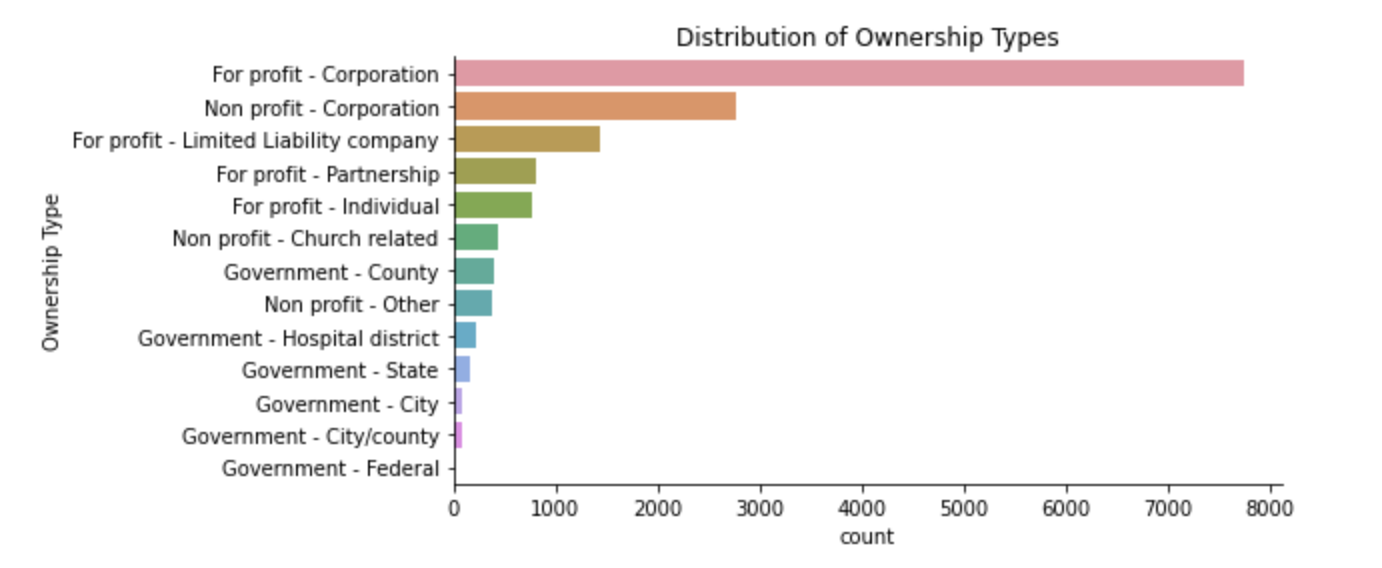 Distribution of Ownership Types
For profit - Corporation
Non profit - Corporation
For profit - Limited Liability company
For profit - Partnership
For profit - Individual
Non profit - Church related
Government - County
Non profit - Other
Government - Hospital district
Government - State
Government - City
Government - City/county
Government - Federal
Ownership Type
0 1000 2000 3000 4000 5000 6000 7000 8000
count